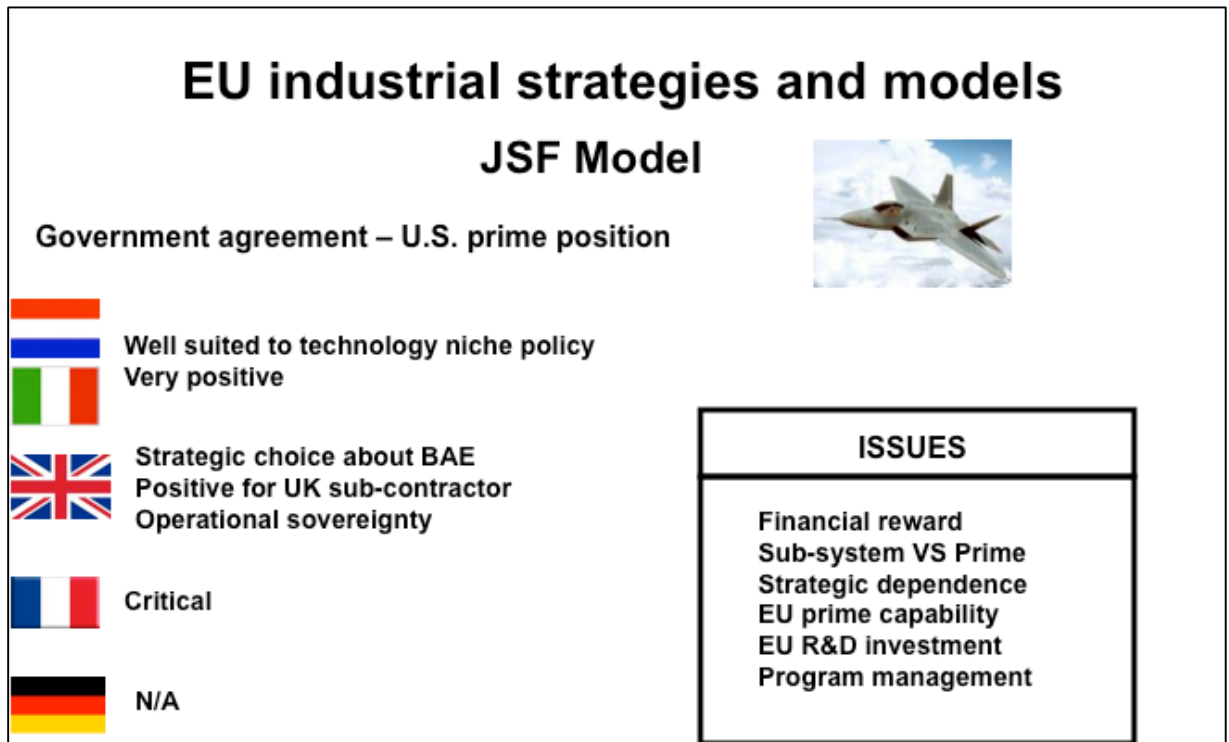 EU industrial strategies and models
JSF Model
Government agreement – U.S. prime position
Well suited to technology niche policy
Very positive
Strategic choice about BAE
Positive for UK sub-contractor
Operational sovereignty
Critical
N/A
ISSUES
Financial reward
Sub-system VS Prime
Strategic dependence
EU prime capability
EU R&D investment
Program management